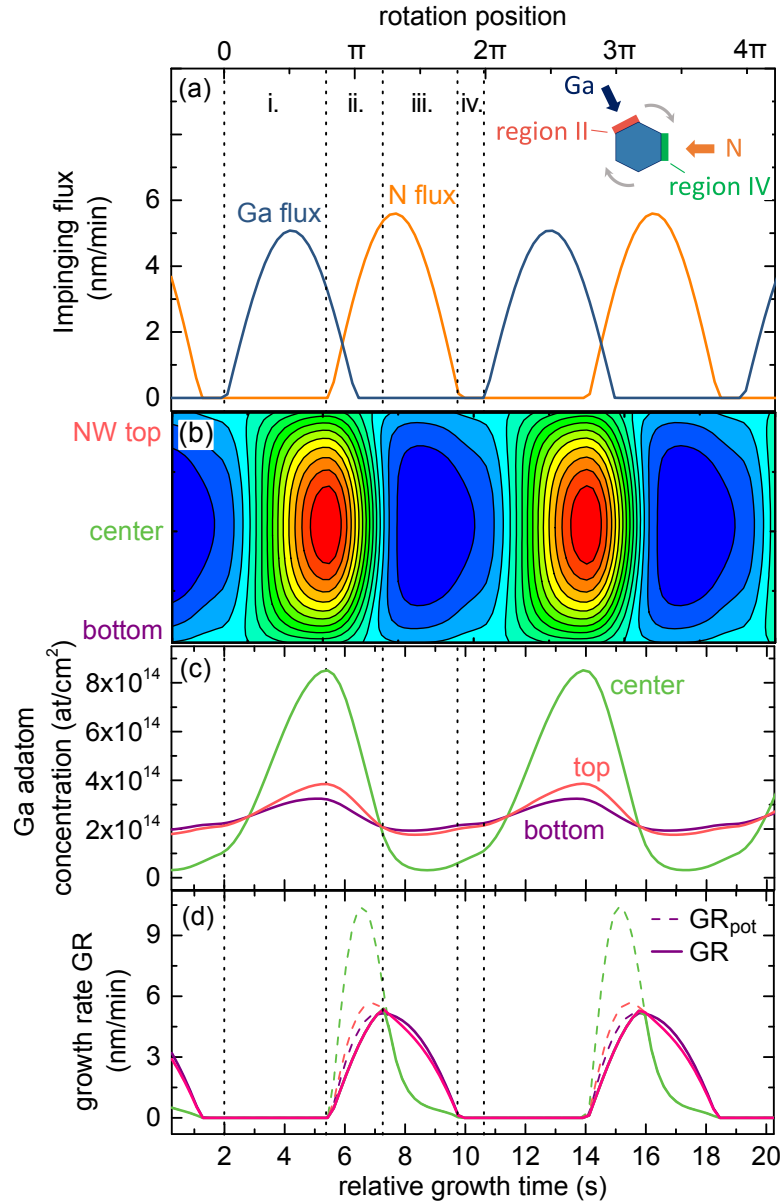 rotation position
0 π 2π 3π 4π
(a) i. ii. iii. iv.
Ga
region II
N
region IV
Ga flux
N flux
Impinging flux
(nm/min)
6
4
2
0
(b)
NW top
center
bottom
(c)
center
top
bottom
Ga adatom
concentration (at/cm²)
8x10¹⁴
6x10¹⁴
4x10¹⁴
2x10¹⁴
0
(d)
GRpot
GR
growth rate GR
(nm/min)
9
6
3
0
2 4 6 8 10 12 14 16 18 20
relative growth time (s)